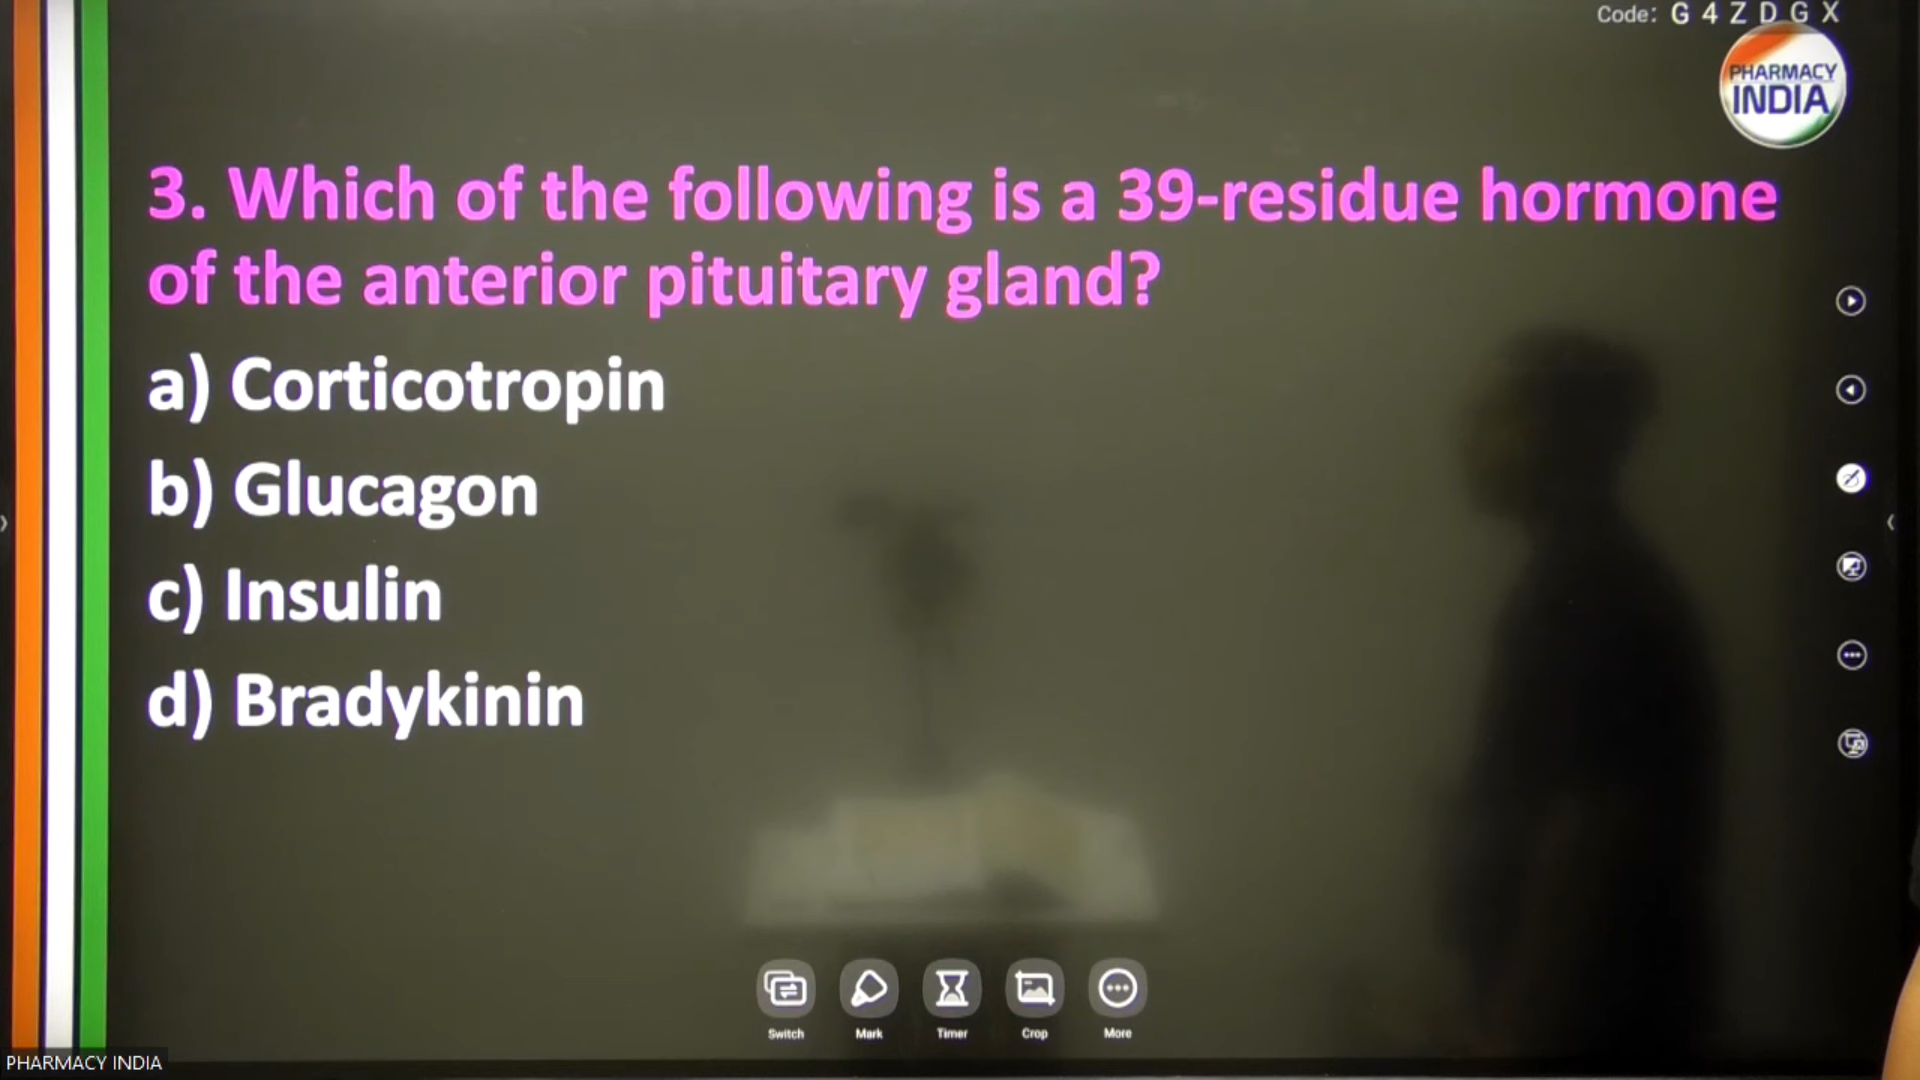 Code: G 4 Z D G X
PHARMACY
INDIA
3. Which of the following is a 39-residue hormone
of the anterior pituitary gland?
a) Corticotropin
b) Glucagon
c) Insulin
d) Bradykinin
Switch
Mark
Timer
Crop
More
PHARMACY INDIA